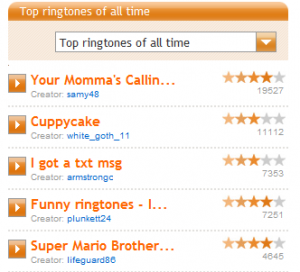 Top ringtones of all time
Top ringtones of all time
Your Momma's Callin...
Creator: samy48
19527
Cuppycake
Creator: white_goth_11
11112
I got a txt msg
Creator: armstrongc
7353
Funny ringtones - I...
Creator: plunkett24
7251
Super Mario Brother...
Creator: lifeguard86
4645